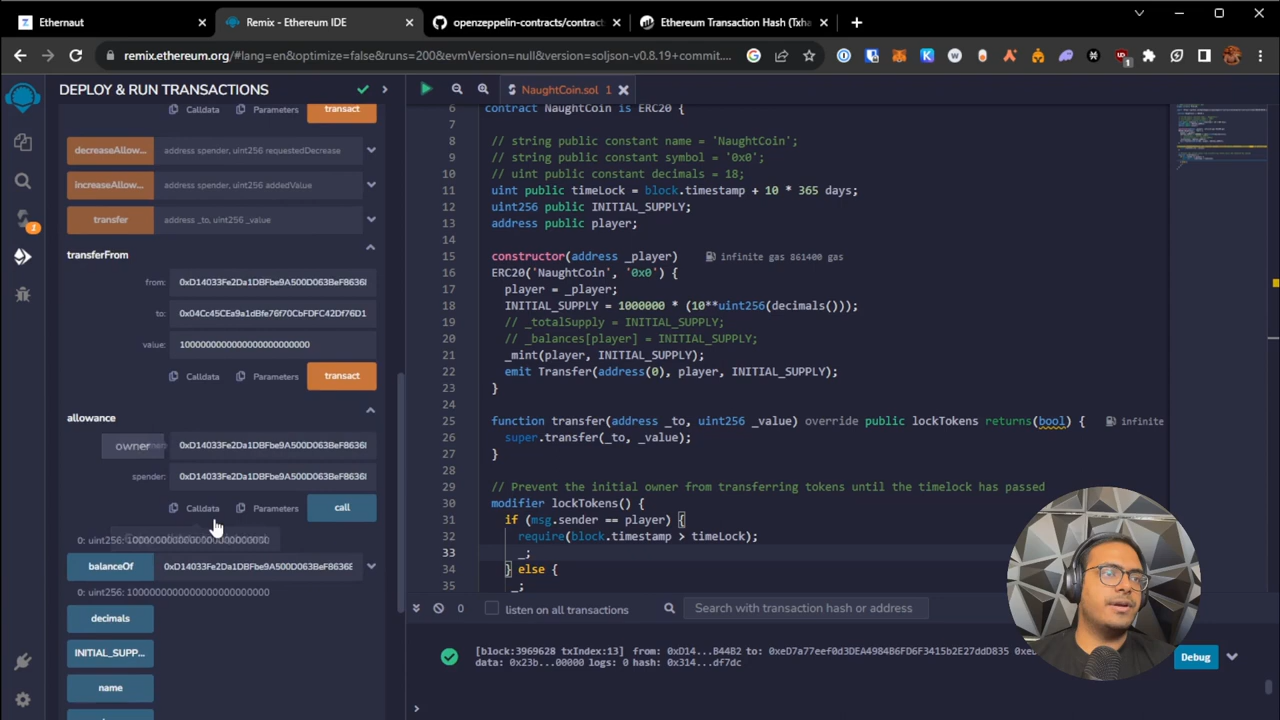 Ethernaut
Remix - Ethereum IDE
openzeppelin-contracts/contract
Ethereum Transaction Hash (Txha
remix.ethereum.org/#lang=en&optimize=false&runs=200&evmVersion=null&version=soljson-v0.8.19+commit....
DEPLOY & RUN TRANSACTIONS
Calldata
Parameters
transact
decreaseAllow...
address spender, uint256 requestedDecrease
increaseAllow...
address spender, uint256 addedValue
transfer
address _to, uint256 _value
transferFrom
from:
0xD14033Fe2Da1DBFbe9A500D063BeF8636I
to:
0x04Cc45CEa9a1dBfe76f70CbFDFC42Df76D1
value:
1000000000000000000000000
Calldata
Parameters
transact
allowance
owner
0xD14033Fe2Da1DBFbe9A500D063BeF8636I
spender:
0xD14033Fe2Da1DBFbe9A500D063BeF8636I
Calldata
Parameters
call
0: uint256: 1000000000000000000000000
balanceOf
0xD14033Fe2Da1DBFbe9A500D063BeF8636E
0: uint256: 1000000000000000000000000
decimals
INITIAL_SUPP...
name
1
NaughtCoin.sol 1
6 contract NaughtCoin is ERC20 {
7
8 // string public constant name = 'NaughtCoin';
9 // string public constant symbol = '0x0';
10 // uint public constant decimals = 18;
11 uint public timeLock = block.timestamp + 10 * 365 days;
12 uint256 public INITIAL_SUPPLY;
13 address public player;
14
15 constructor(address _player) infinite gas 861400 gas
16 ERC20('NaughtCoin', '0x0') {
17 player = _player;
18 INITIAL_SUPPLY = 1000000 * (10**uint256(decimals()));
19 // _totalSupply = INITIAL_SUPPLY;
20 // _balances[player] = INITIAL_SUPPLY;
21 _mint(player, INITIAL_SUPPLY);
22 emit Transfer(address(0), player, INITIAL_SUPPLY);
23 }
24
25 function transfer(address _to, uint256 _value) override public lockTokens returns(bool) { infinite
26 super.transfer(_to, _value);
27 }
28
29 // Prevent the initial owner from transferring tokens until the timelock has passed
30 modifier lockTokens() {
31 if (msg.sender == player) {
32 require(block.timestamp > timeLock);
33 _;
34 } else {
35 _;
0
listen on all transactions
Search with transaction hash or address
[block:3969628 txIndex:13] from: 0xD14...B44B2 to: 0xeD7a77eef0d3DEA4984B6FD6F3415b2E27ddD835
data: 0x23b...00000 logs: 0 hash: 0x314...df7dc
Debug